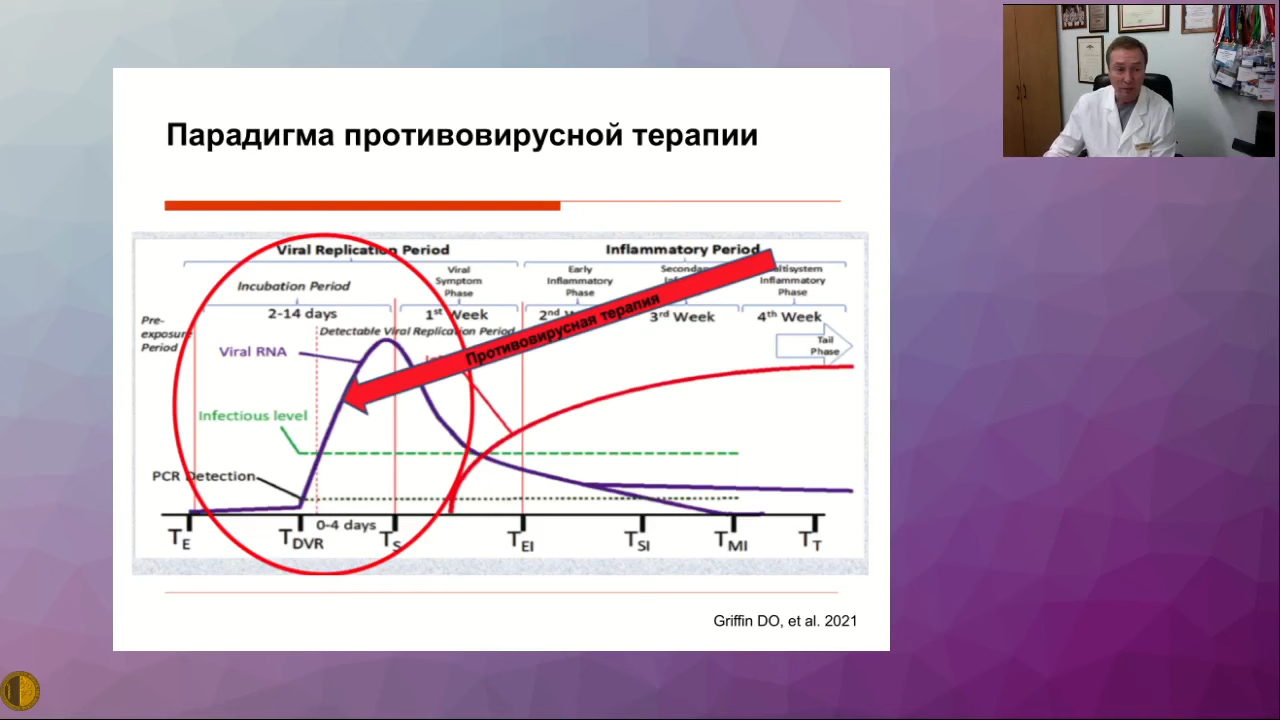 Парадигма противовирусной терапии
Viral Replication Period
Inflammatory Period
Incubation Period
Viral
Symptom
Phase
Early
Inflammatory
Phase
Inflammatory
Phase
2-14 days
1st Week
2nd
3rd Week
4th Week
Pre-
exposure
Period
Detectable Viral Replication Period
Противовирусная терапия
Tail
Phase
Viral RNA
Infectious level
PCR Detection
0-4 days
TE
TDVR
TS
TEI
TSI
TMI
TT
Griffin DO, et al. 2021